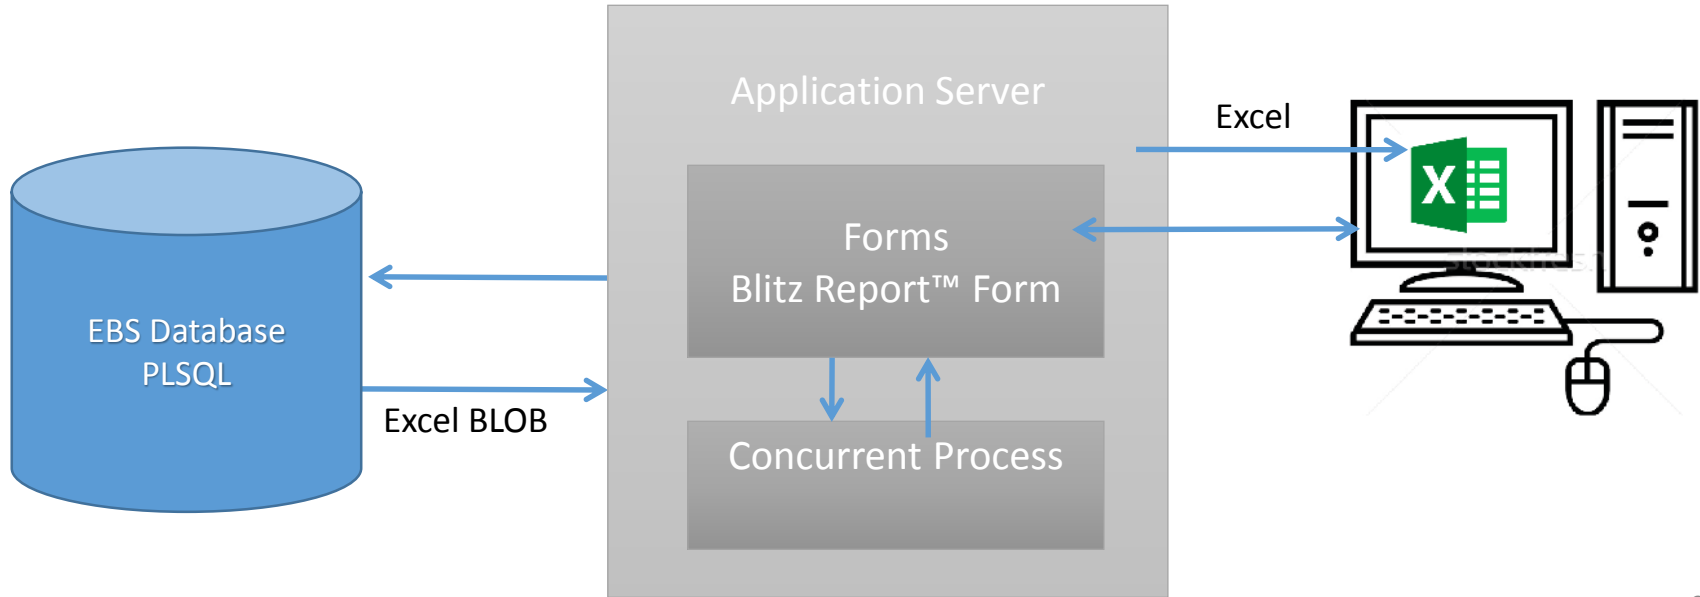 Application Server
Excel
X
Forms
Blitz Report™ Form
EBS Database
PLSQL
Excel BLOB
Concurrent Process